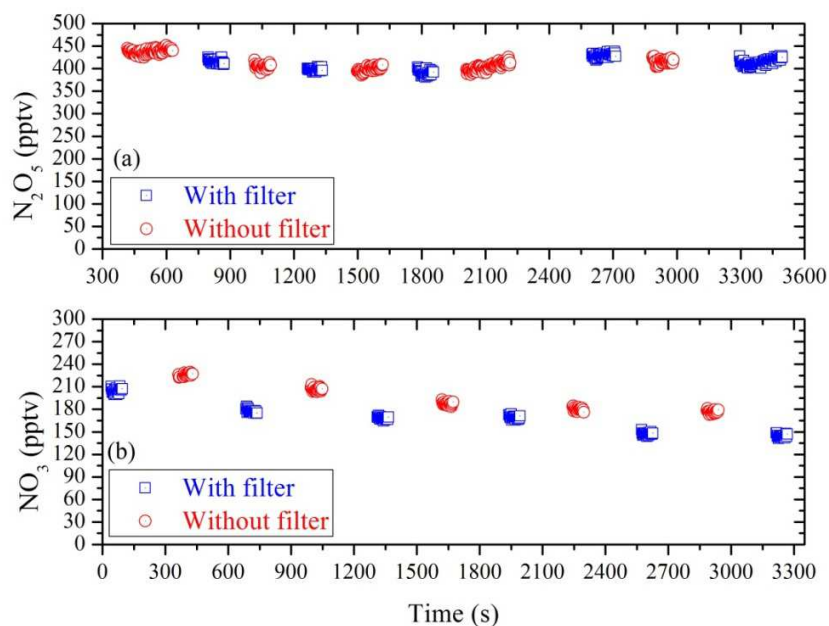 500
450
400
350
300
250
200
150
100
50
0
N₂O₅ (pptv)
(a)
With filter
Without filter
300 600 900 1200 1500 1800 2100 2400 2700 3000 3300 3600
300
270
240
210
180
150
120
90
60
30
0
NO₃ (pptv)
(b)
With filter
Without filter
0 300 600 900 1200 1500 1800 2100 2400 2700 3000 3300
Time (s)